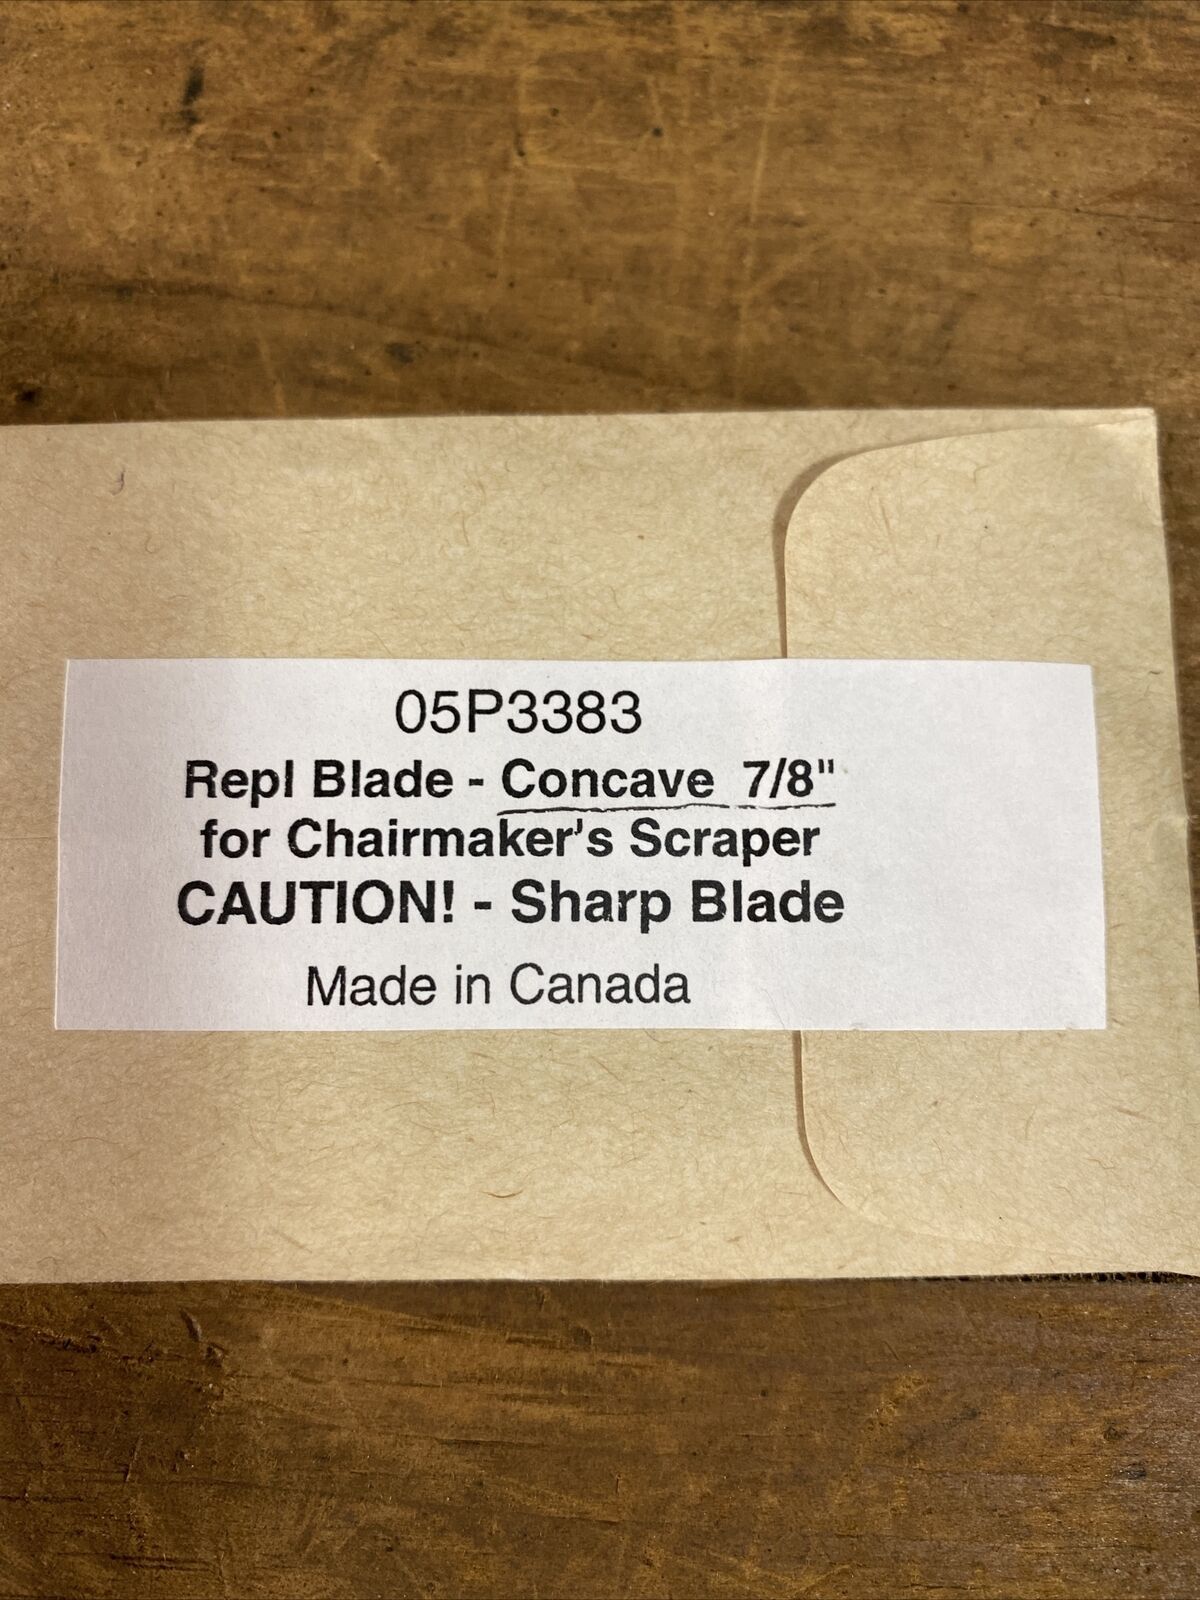 05P3383
Repl Blade - Concave 7/8"
for Chairmaker's Scraper
CAUTION! - Sharp Blade
Made in Canada